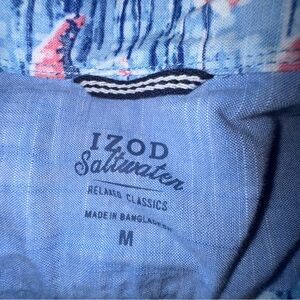 IZOD
Saltwater
RELAXED CLASSICS
MADE IN BANGLADESH
M